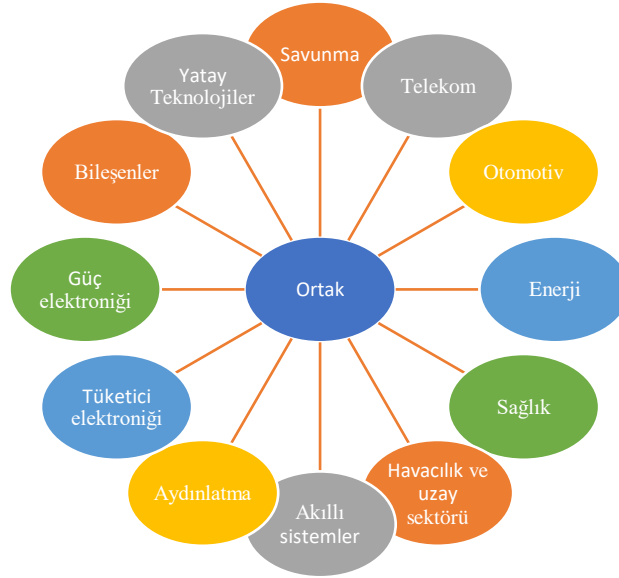 Savunma
Telekom
Otomotiv
Enerji
Sağlık
Havacılık ve
uzay
sektörü
Akıllı
sistemler
Aydınlatma
Tüketici
elektroniği
Güç
elektroniği
Bileşenler
Yatay
Teknolojiler
Ortak